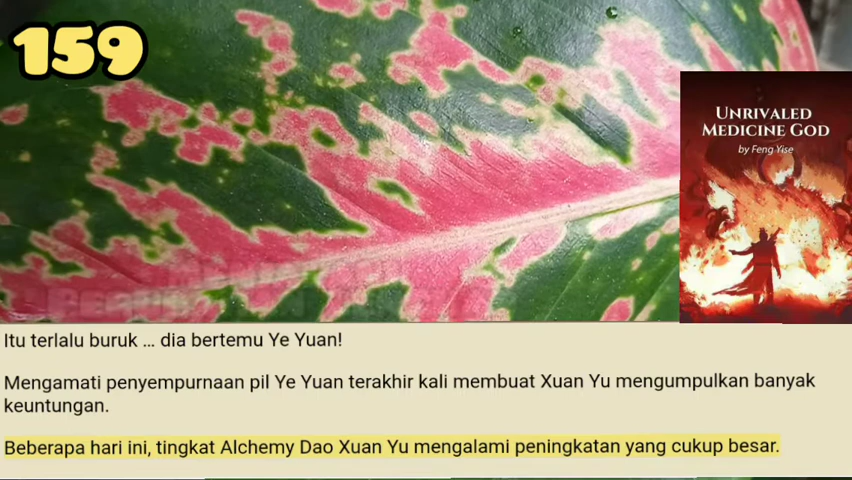 159
UNRIVALED
MEDICINE GOD
by Feng Yise
Itu terlalu buruk ... dia bertemu Ye Yuan!
Mengamati penyempurnaan pil Ye Yuan terakhir kali membuat Xuan Yu mengumpulkan banyak
keuntungan.
Beberapa hari ini, tingkat Alchemy Dao Xuan Yu mengalami peningkatan yang cukup besar.